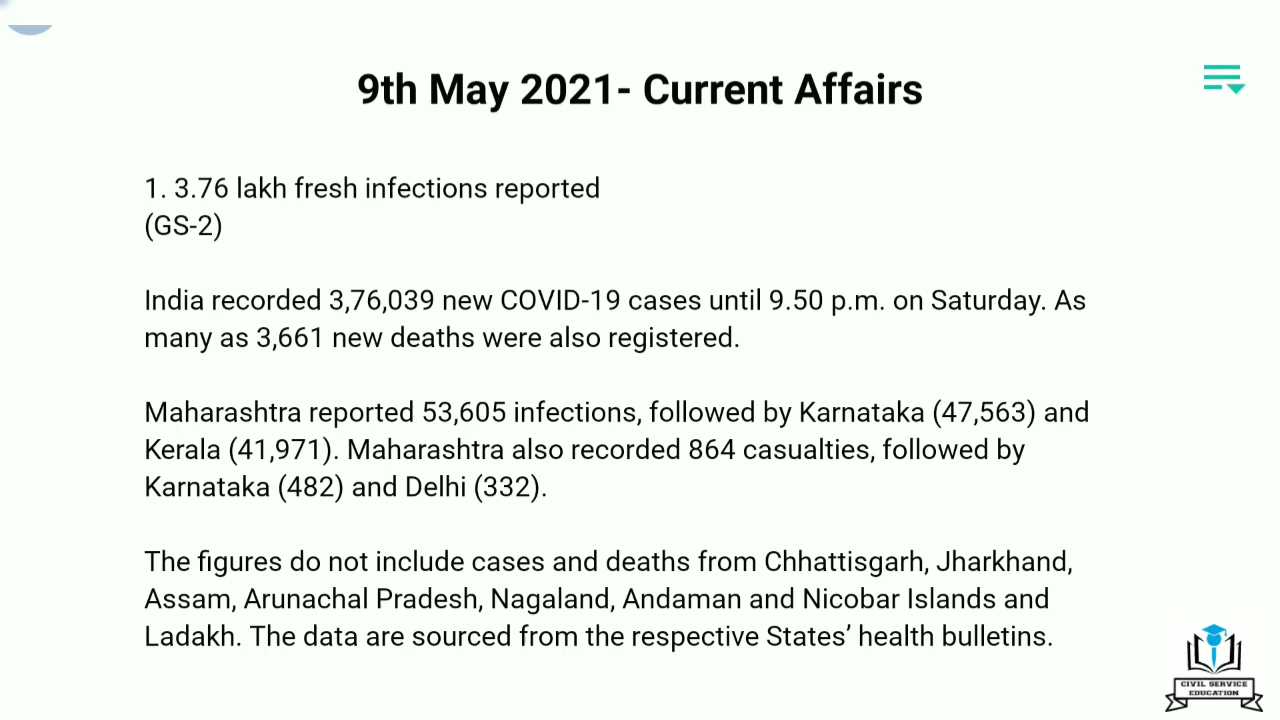 9th May 2021- Current Affairs
1. 3.76 lakh fresh infections reported
(GS-2)
India recorded 3,76,039 new COVID-19 cases until 9.50 p.m. on Saturday. As
many as 3,661 new deaths were also registered.
Maharashtra reported 53,605 infections, followed by Karnataka (47,563) and
Kerala (41,971). Maharashtra also recorded 864 casualties, followed by
Karnataka (482) and Delhi (332).
The figures do not include cases and deaths from Chhattisgarh, Jharkhand,
Assam, Arunachal Pradesh, Nagaland, Andaman and Nicobar Islands and
Ladakh. The data are sourced from the respective States’ health bulletins.
CIVIL SERVICE
EDUCATION